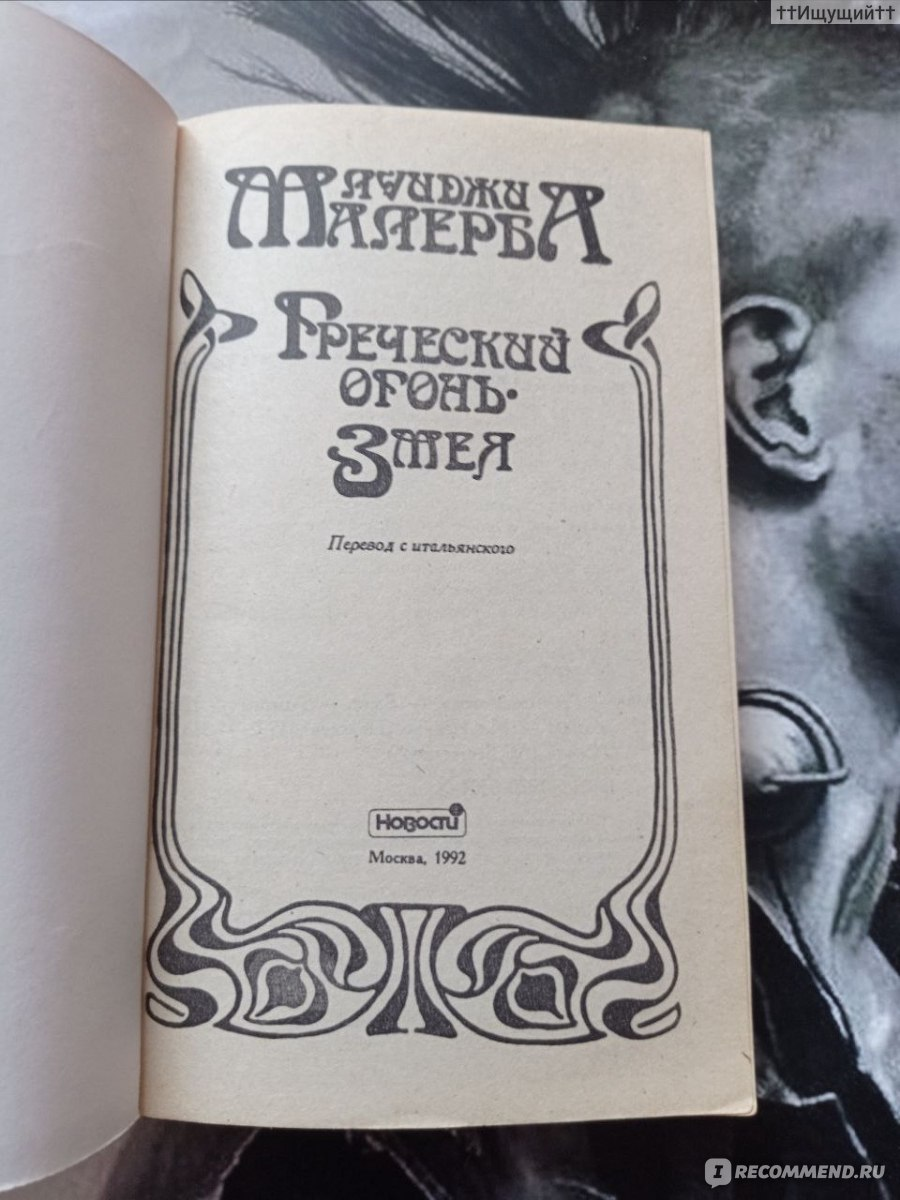 ††Ищущий††
ЛУИДЖИ
МАЛЕРБА
ГРЕЧЕСКИЙ
ОГОНЬ·
ЗМЕЯ
Перевод с итальянского
НОВОСТИ
Москва, 1992
I RECOMMEND.RU